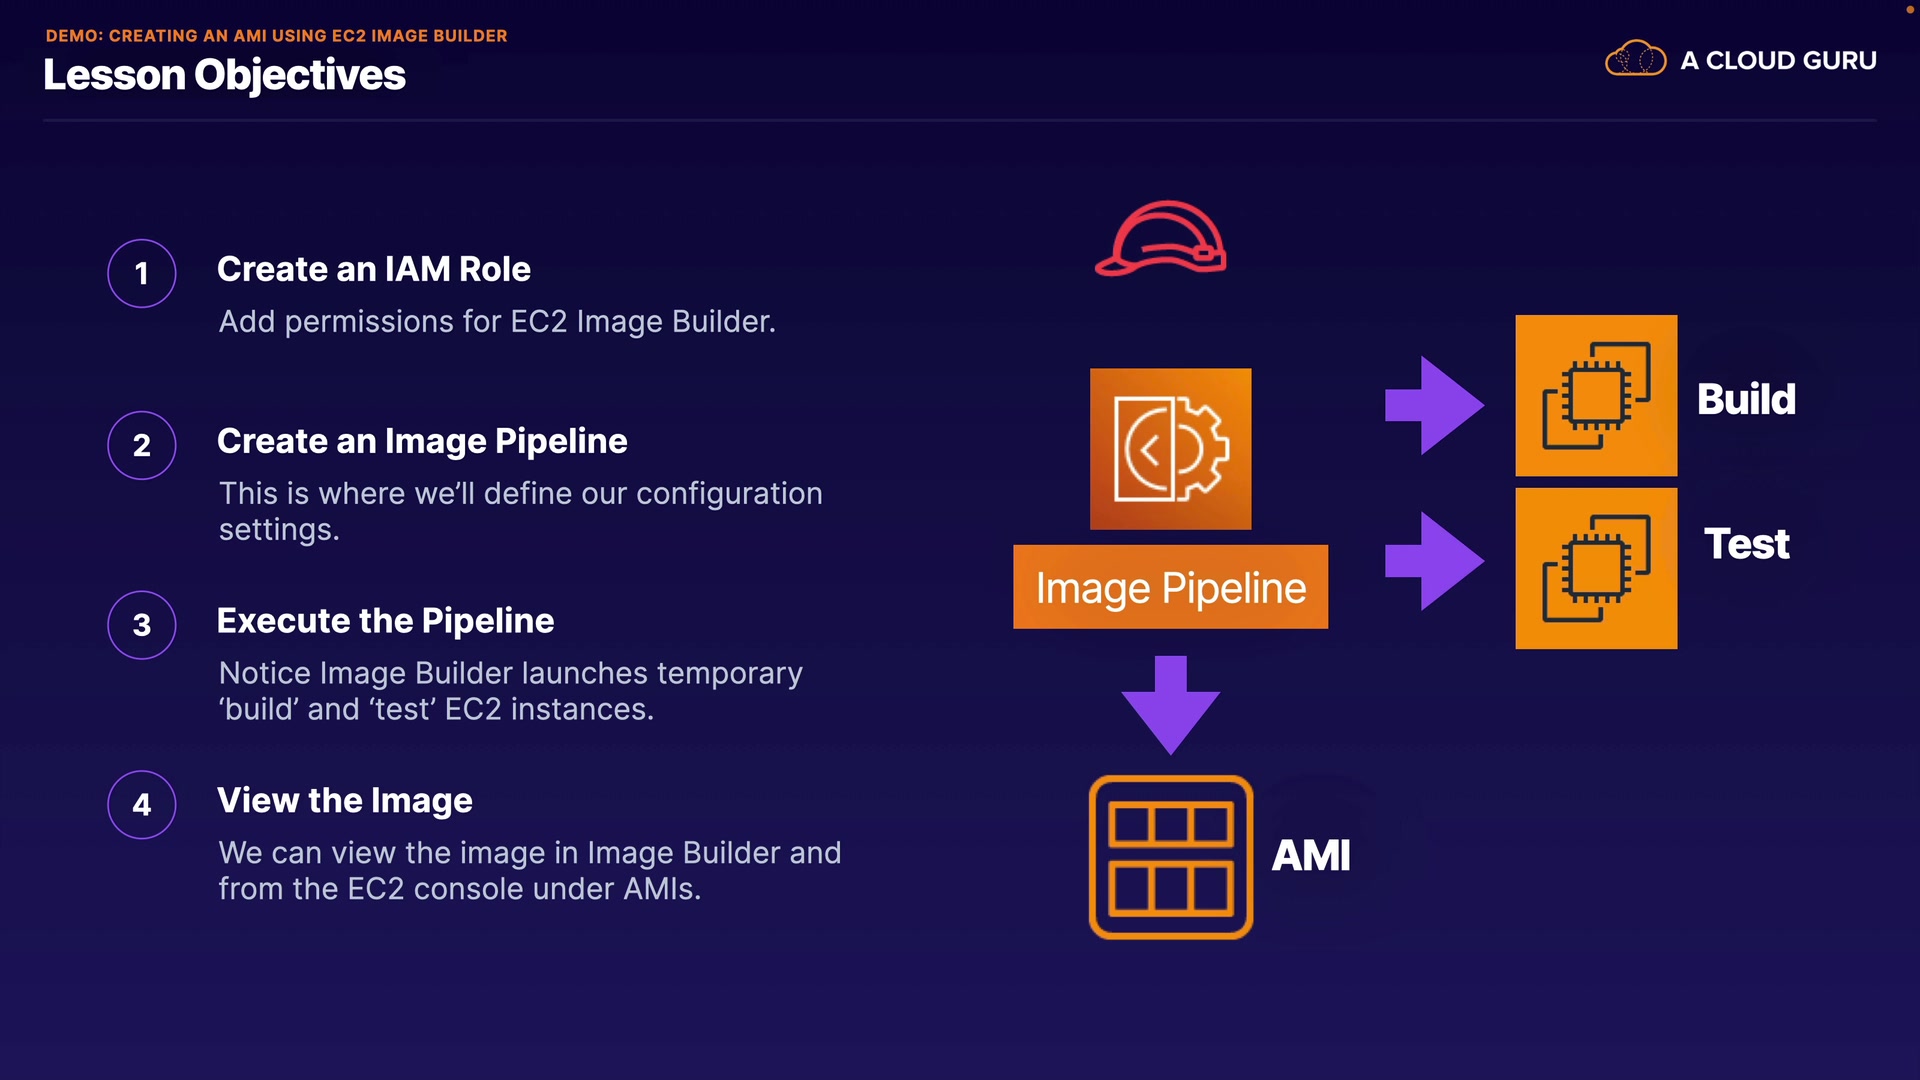 DEMO: CREATING AN AMI USING EC2 IMAGE BUILDER
Lesson Objectives
A CLOUD GURU
1
Create an IAM Role
Add permissions for EC2 Image Builder.
2
Create an Image Pipeline
This is where we’ll define our configuration
settings.
3
Execute the Pipeline
Notice Image Builder launches temporary
‘build’ and ‘test’ EC2 instances.
4
View the Image
We can view the image in Image Builder and
from the EC2 console under AMIs.
Image Pipeline
Build
Test
AMI